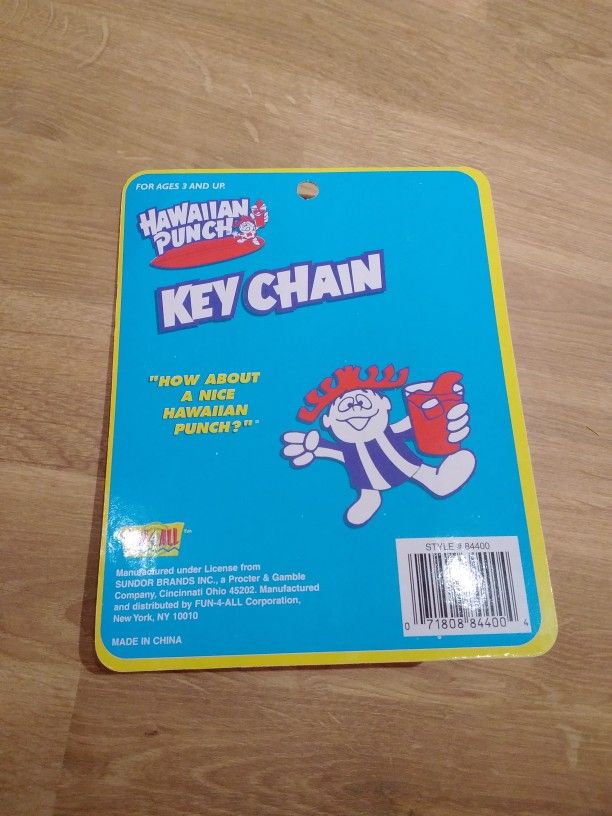 FOR AGES 3 AND UP.
HAWAIIAN
PUNCH
KEY CHAIN
"HOW ABOUT
A NICE
HAWAIIAN
PUNCH?"®
4 ALL™
Manufactured under License from
SUNDOR BRANDS INC., a Procter & Gamble
Company, Cincinnati Ohio 45202. Manufactured
and distributed by FUN-4-ALL Corporation,
New York, NY 10010
MADE IN CHINA
STYLE # 84400
0 71808 84400 4